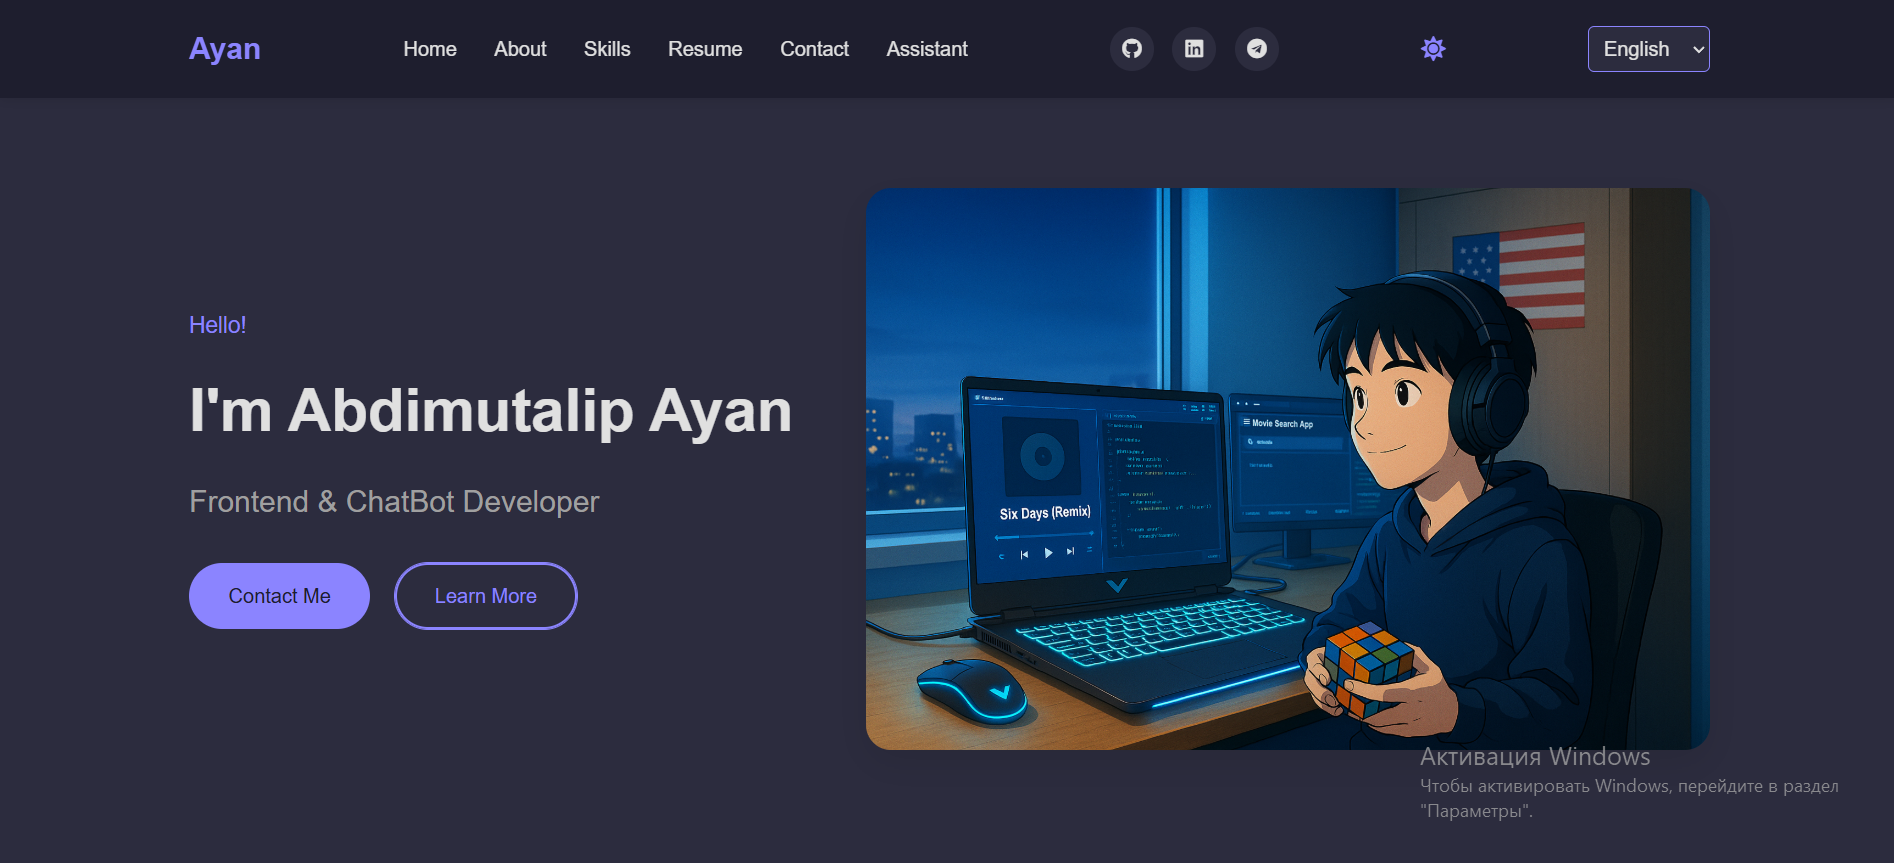 Ayan
Home About Skills Resume Contact Assistant
English
Hello!
I'm Abdimutalip Ayan
Frontend & ChatBot Developer
Contact Me Learn More
Six Days (Remix)
Movie Search App
Активация Windows
Чтобы активировать Windows, перейдите в раздел
"Параметры".